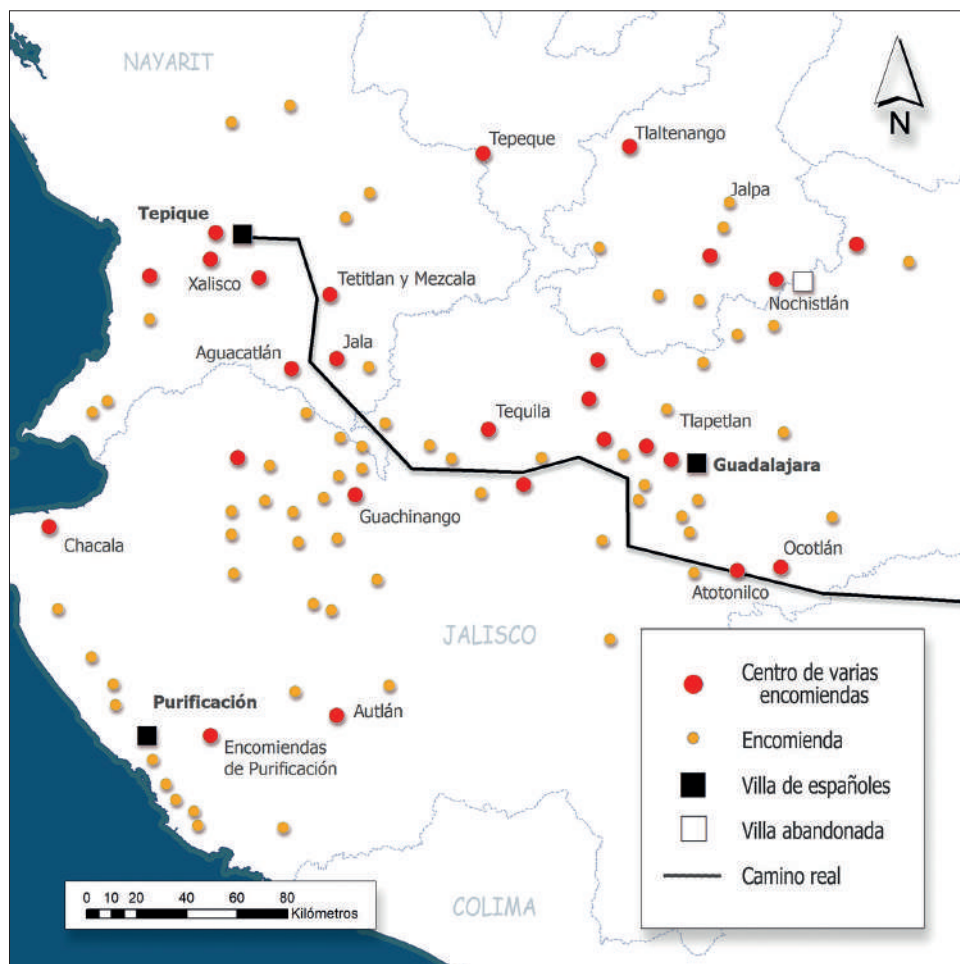 NAYARIT
N
Tepeque
Tlaltenango
Jalpa
Tepique
Xalisco
Tetitlan y Mezcala
Nochistlán
Aguacatlán
Jala
Tequila
Tlapetlan
Guadalajara
Guachinango
Chacala
Ocotlán
Atotonilco
JALISCO
Purificación
Autlán
Encomiendas
de Purificación
COLIMA
0 10 20 40 60 80
Kilómetros
Centro de varias
encomiendas
Encomienda
Villa de españoles
Villa abandonada
Camino real